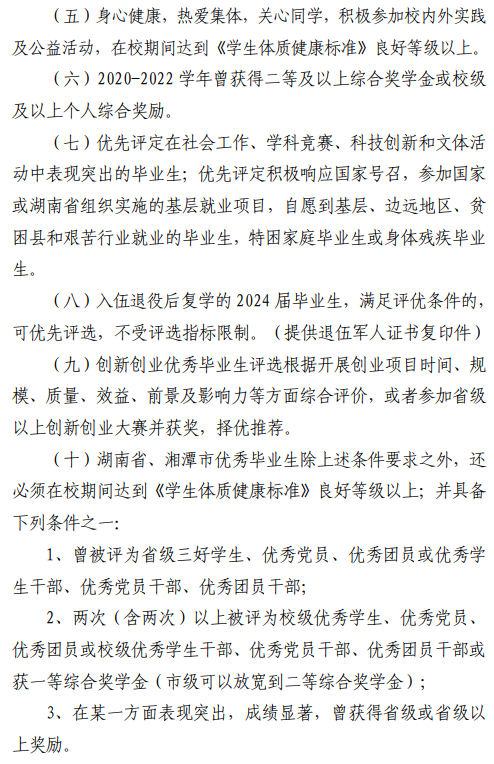 （五）身心健康，热爱集体，关心同学，积极参加校内外实践
及公益活动，在校期间达到《学生体质健康标准》良好等级以上。
（六）2020-2022 学年曾获得二等及以上综合奖学金或校级
及以上个人综合奖励。
（七）优先评定在社会工作、学科竞赛、科技创新和文体活
动中表现突出的毕业生；优先评定积极响应国家号召，参加国家
或湖南省组织实施的基层就业项目，自愿到基层、边远地区、贫
困县和艰苦行业就业的毕业生，特困家庭毕业生或身体残疾毕业
生。
（八）入伍退役后复学的 2024 届毕业生，满足评优条件的，
可优先评选，不受评选指标限制。（提供退伍军人证书复印件）
（九）创新创业优秀毕业生评选根据开展创业项目时间、规
模、质量、效益、前景及影响力等方面综合评价，或者参加省级
以上创新创业大赛并获奖，择优推荐。
（十）湖南省、湘潭市优秀毕业生除上述条件要求之外，还
必须在校期间达到《学生体质健康标准》良好等级以上；并具备
下列条件之一：
1、曾被评为省级三好学生、优秀党员、优秀团员或优秀学
生干部、优秀党员干部、优秀团员干部；
2、两次（含两次）以上被评为校级优秀学生、优秀党员、
优秀团员或校级优秀学生干部、优秀党员干部、优秀团员干部或
获一等综合奖学金（市级可以放宽到二等综合奖学金）；
3、在某一方面表现突出，成绩显著，曾获得省级或省级以
上奖励。